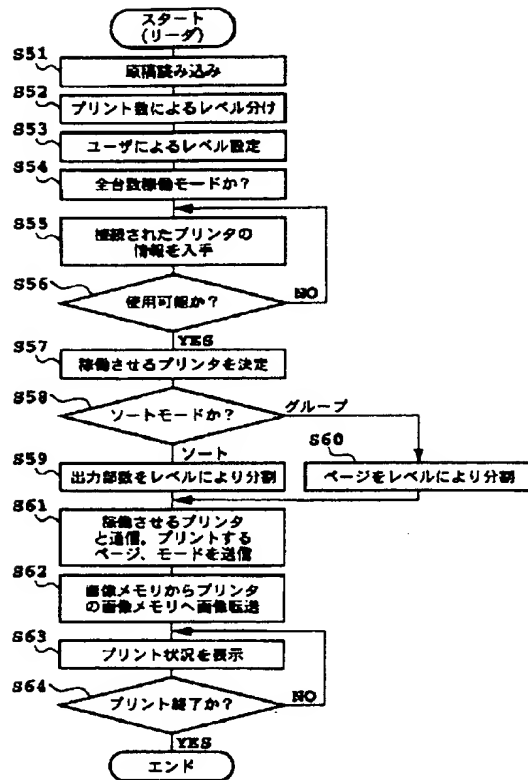 スタート
(リーダ)
S51
原稿読み込み
S52
プリント数によるレベル分け
S53
ユーザによるレベル設定
S54
全台数稼働モードか?
S55
接続されたプリンタの
情報を入手
S56
使用可能か?
NO
YES
S57
稼働させるプリンタを決定
S58
ソートモードか?
グループ
ソート
S59
出力部数をレベルにより分割
S60
ページをレベルにより分割
S61
稼働させるプリンタ
と通信。プリントする
ページ、モードを送信
S62
画像メモリからプリンタ
の画像メモリへ画像転送
S63
プリント状況を表示
S64
プリント終了か?
NO
YES
エンド